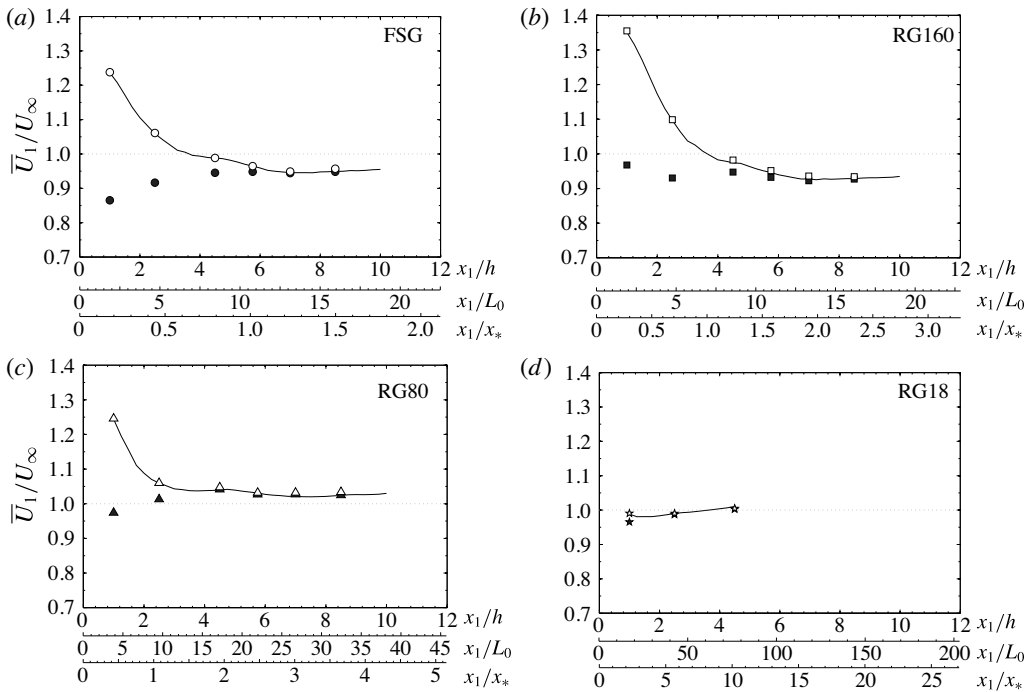 (a)
FSG
1.4
1.3
1.2
1.1
1.0
0.9
0.8
0.7
U̅₁/U∞
0 2 4 6 8 10 12 x₁/h
0 5 10 15 20 x₁/L₀
0 0.5 1.0 1.5 2.0 x₁/x*
(b)
RG160
1.4
1.3
1.2
1.1
1.0
0.9
0.8
0.7
0 2 4 6 8 10 12 x₁/h
0 5 10 15 20 x₁/L₀
0 0.5 1.0 1.5 2.0 2.5 3.0 x₁/x*
(c)
RG80
1.4
1.3
1.2
1.1
1.0
0.9
0.8
0.7
U̅₁/U∞
0 2 4 6 8 10 12 x₁/h
0 5 10 15 20 25 30 35 40 45 x₁/L₀
0 1 2 3 4 5 x₁/x*
(d)
RG18
1.4
1.3
1.2
1.1
1.0
0.9
0.8
0.7
0 2 4 6 8 10 12 x₁/h
0 50 100 150 200 x₁/L₀
0 5 10 15 20 25 x₁/x*